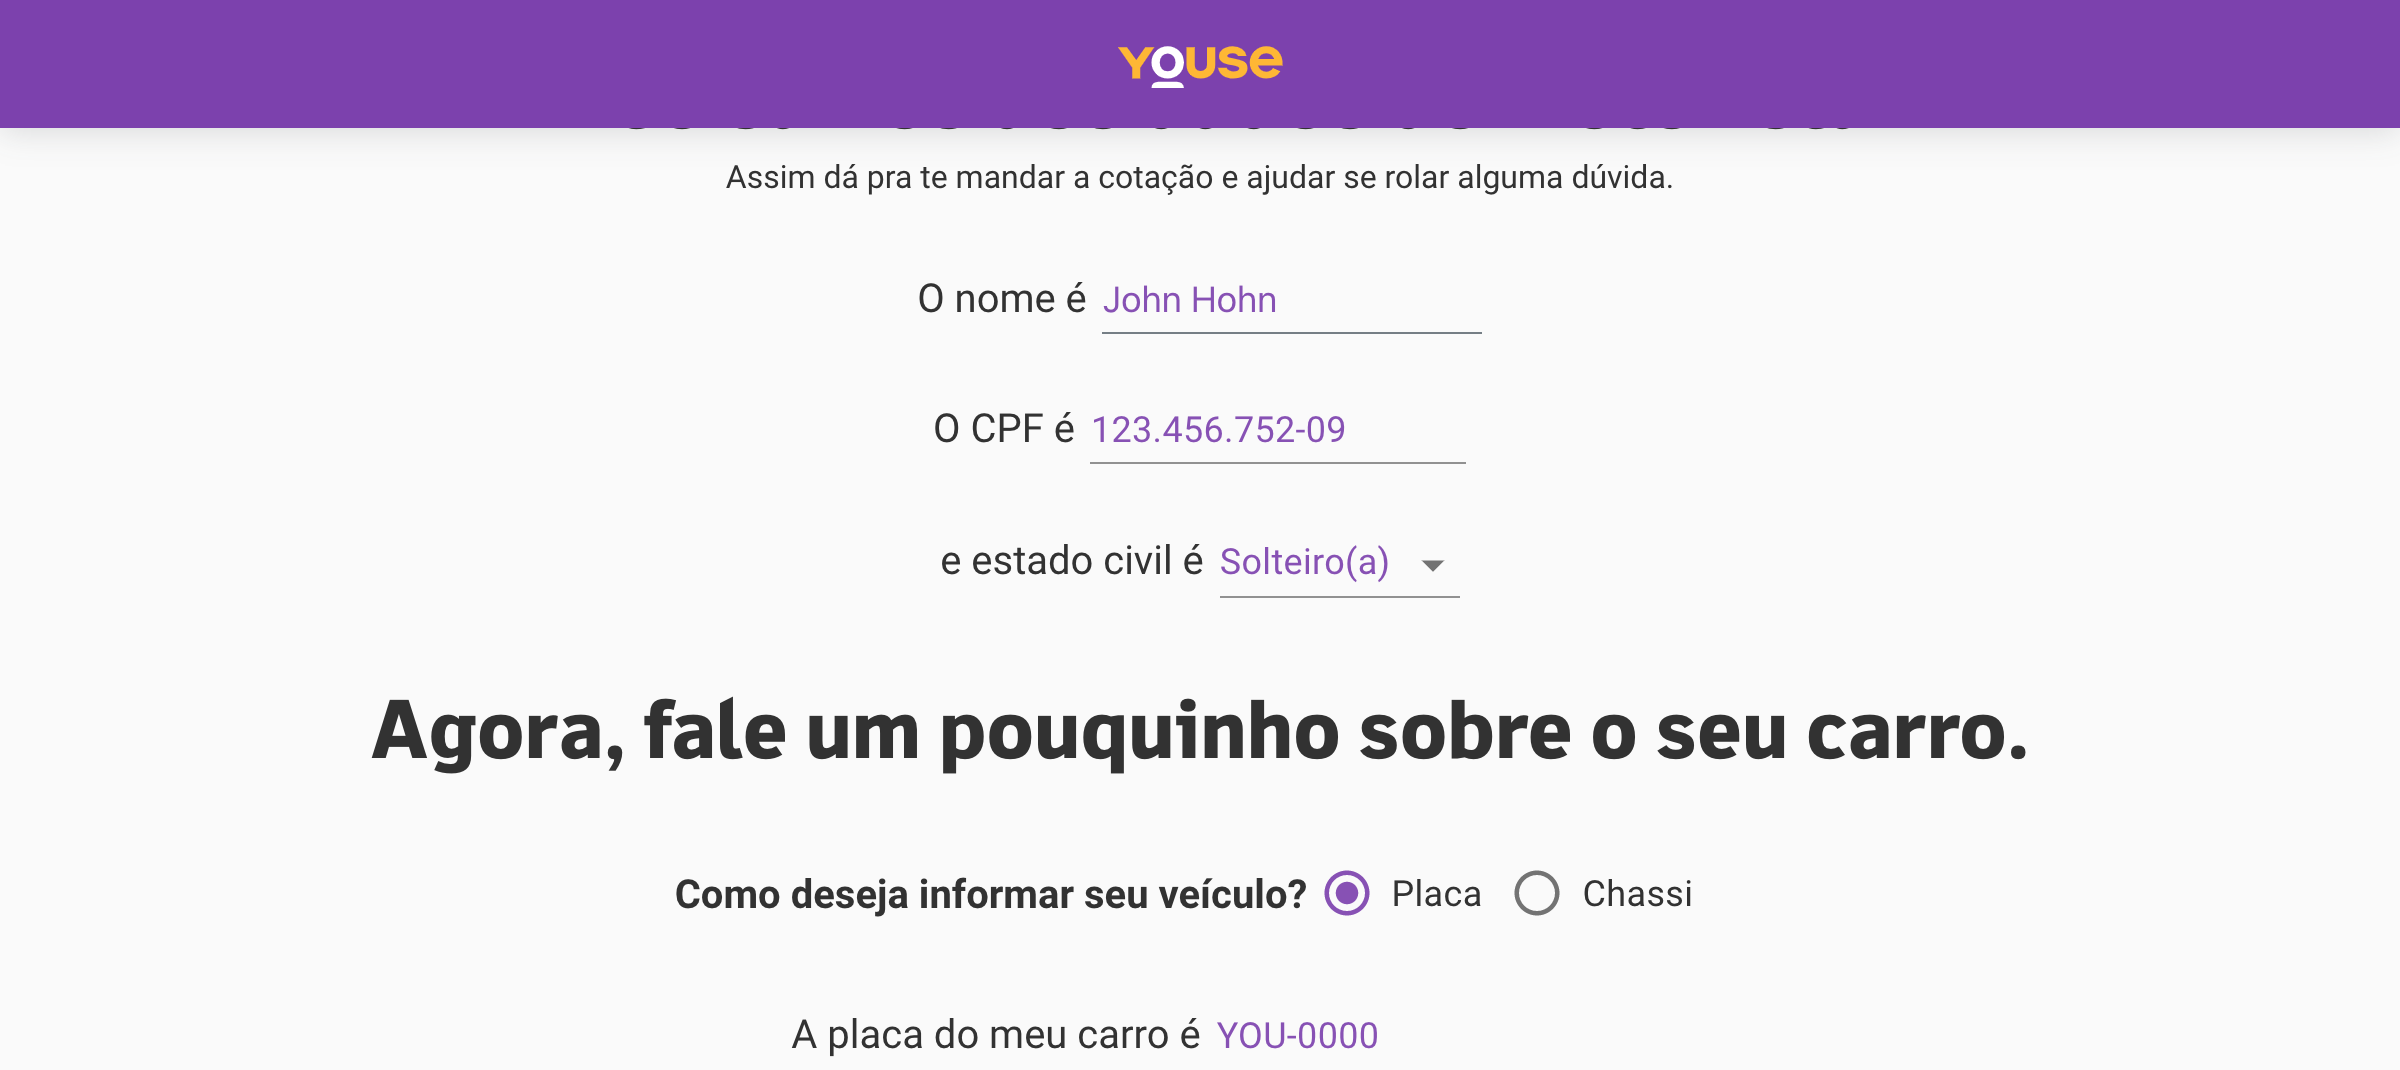 YOUSE
Assim dá pra te mandar a cotação e ajudar se rolar alguma dúvida.
O nome é John Hohn
O CPF é 123.456.752-09
e estado civil é Solteiro(a)
Agora, fale um pouquinho sobre o seu carro.
Como deseja informar seu veículo? Placa Chassi
A placa do meu carro é YOU-0000